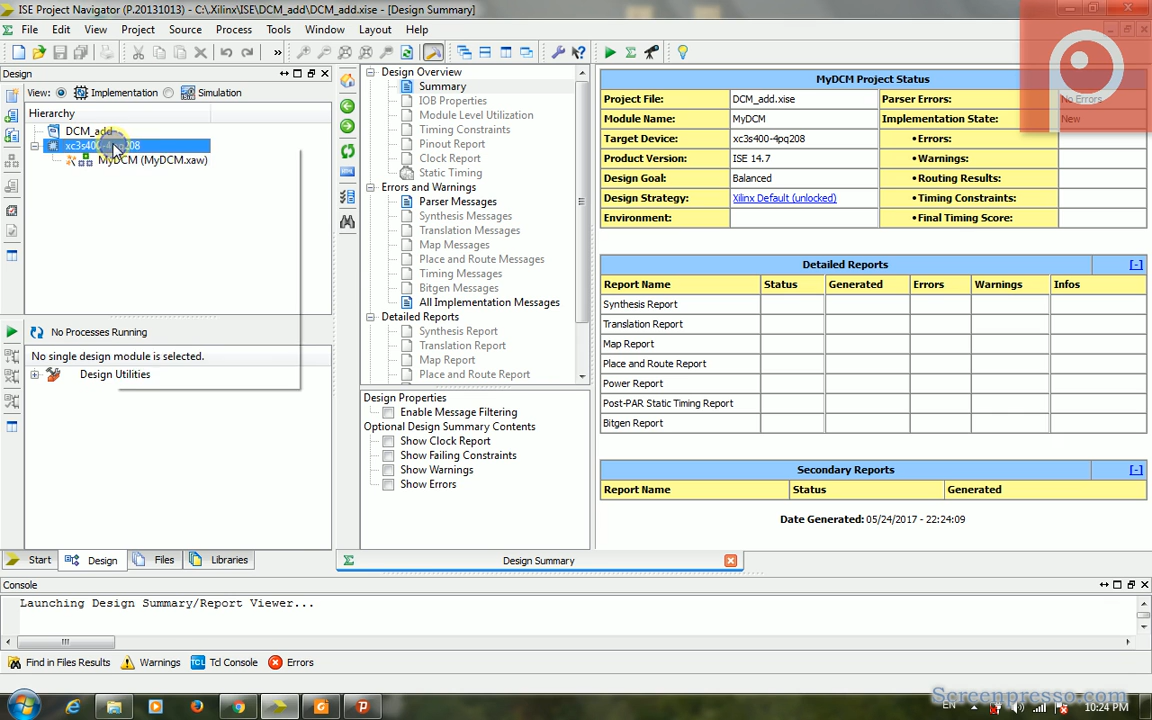 ISE Project Navigator (P.20131013) - C:\.Xilinx\ISE\DCM_add\DCM_add.xise - [Design Summary]
File Edit View Project Source Process Tools Window Layout Help
Design
View: Implementation Simulation
Hierarchy
DCM_add
xc3s400-4pq208
MyDCM (MyDCM.xaw)
No Processes Running
No single design module is selected.
Design Utilities
Start Design Files Libraries
Design Overview
Summary
IOB Properties
Module Level Utilization
Timing Constraints
Pinout Report
Clock Report
Static Timing
Errors and Warnings
Parser Messages
Synthesis Messages
Translation Messages
Map Messages
Place and Route Messages
Timing Messages
Bitgen Messages
All Implementation Messages
Detailed Reports
Synthesis Report
Translation Report
Map Report
Place and Route Report
Design Properties
Enable Message Filtering
Optional Design Summary Contents
Show Clock Report
Show Failing Constraints
Show Warnings
Show Errors
Design Summary
MyDCM Project Status
Project File: DCM_add.xise Parser Errors: No Errors
Module Name: MyDCM Implementation State: New
Target Device: xc3s400-4pq208 •Errors:
Product Version: ISE 14.7 •Warnings:
Design Goal: Balanced •Routing Results:
Design Strategy: Xilinx Default (unlocked) •Timing Constraints:
Environment: •Final Timing Score:
Detailed Reports [-]
Report Name Status Generated Errors Warnings Infos
Synthesis Report
Translation Report
Map Report
Place and Route Report
Power Report
Post-PAR Static Timing Report
Bitgen Report
Secondary Reports [-]
Report Name Status Generated
Date Generated: 05/24/2017 - 22:24:09
Console
Launching Design Summary/Report Viewer...
Find in Files Results Warnings Tcl Console Errors
Screenpresso.com
EN 10:24 PM